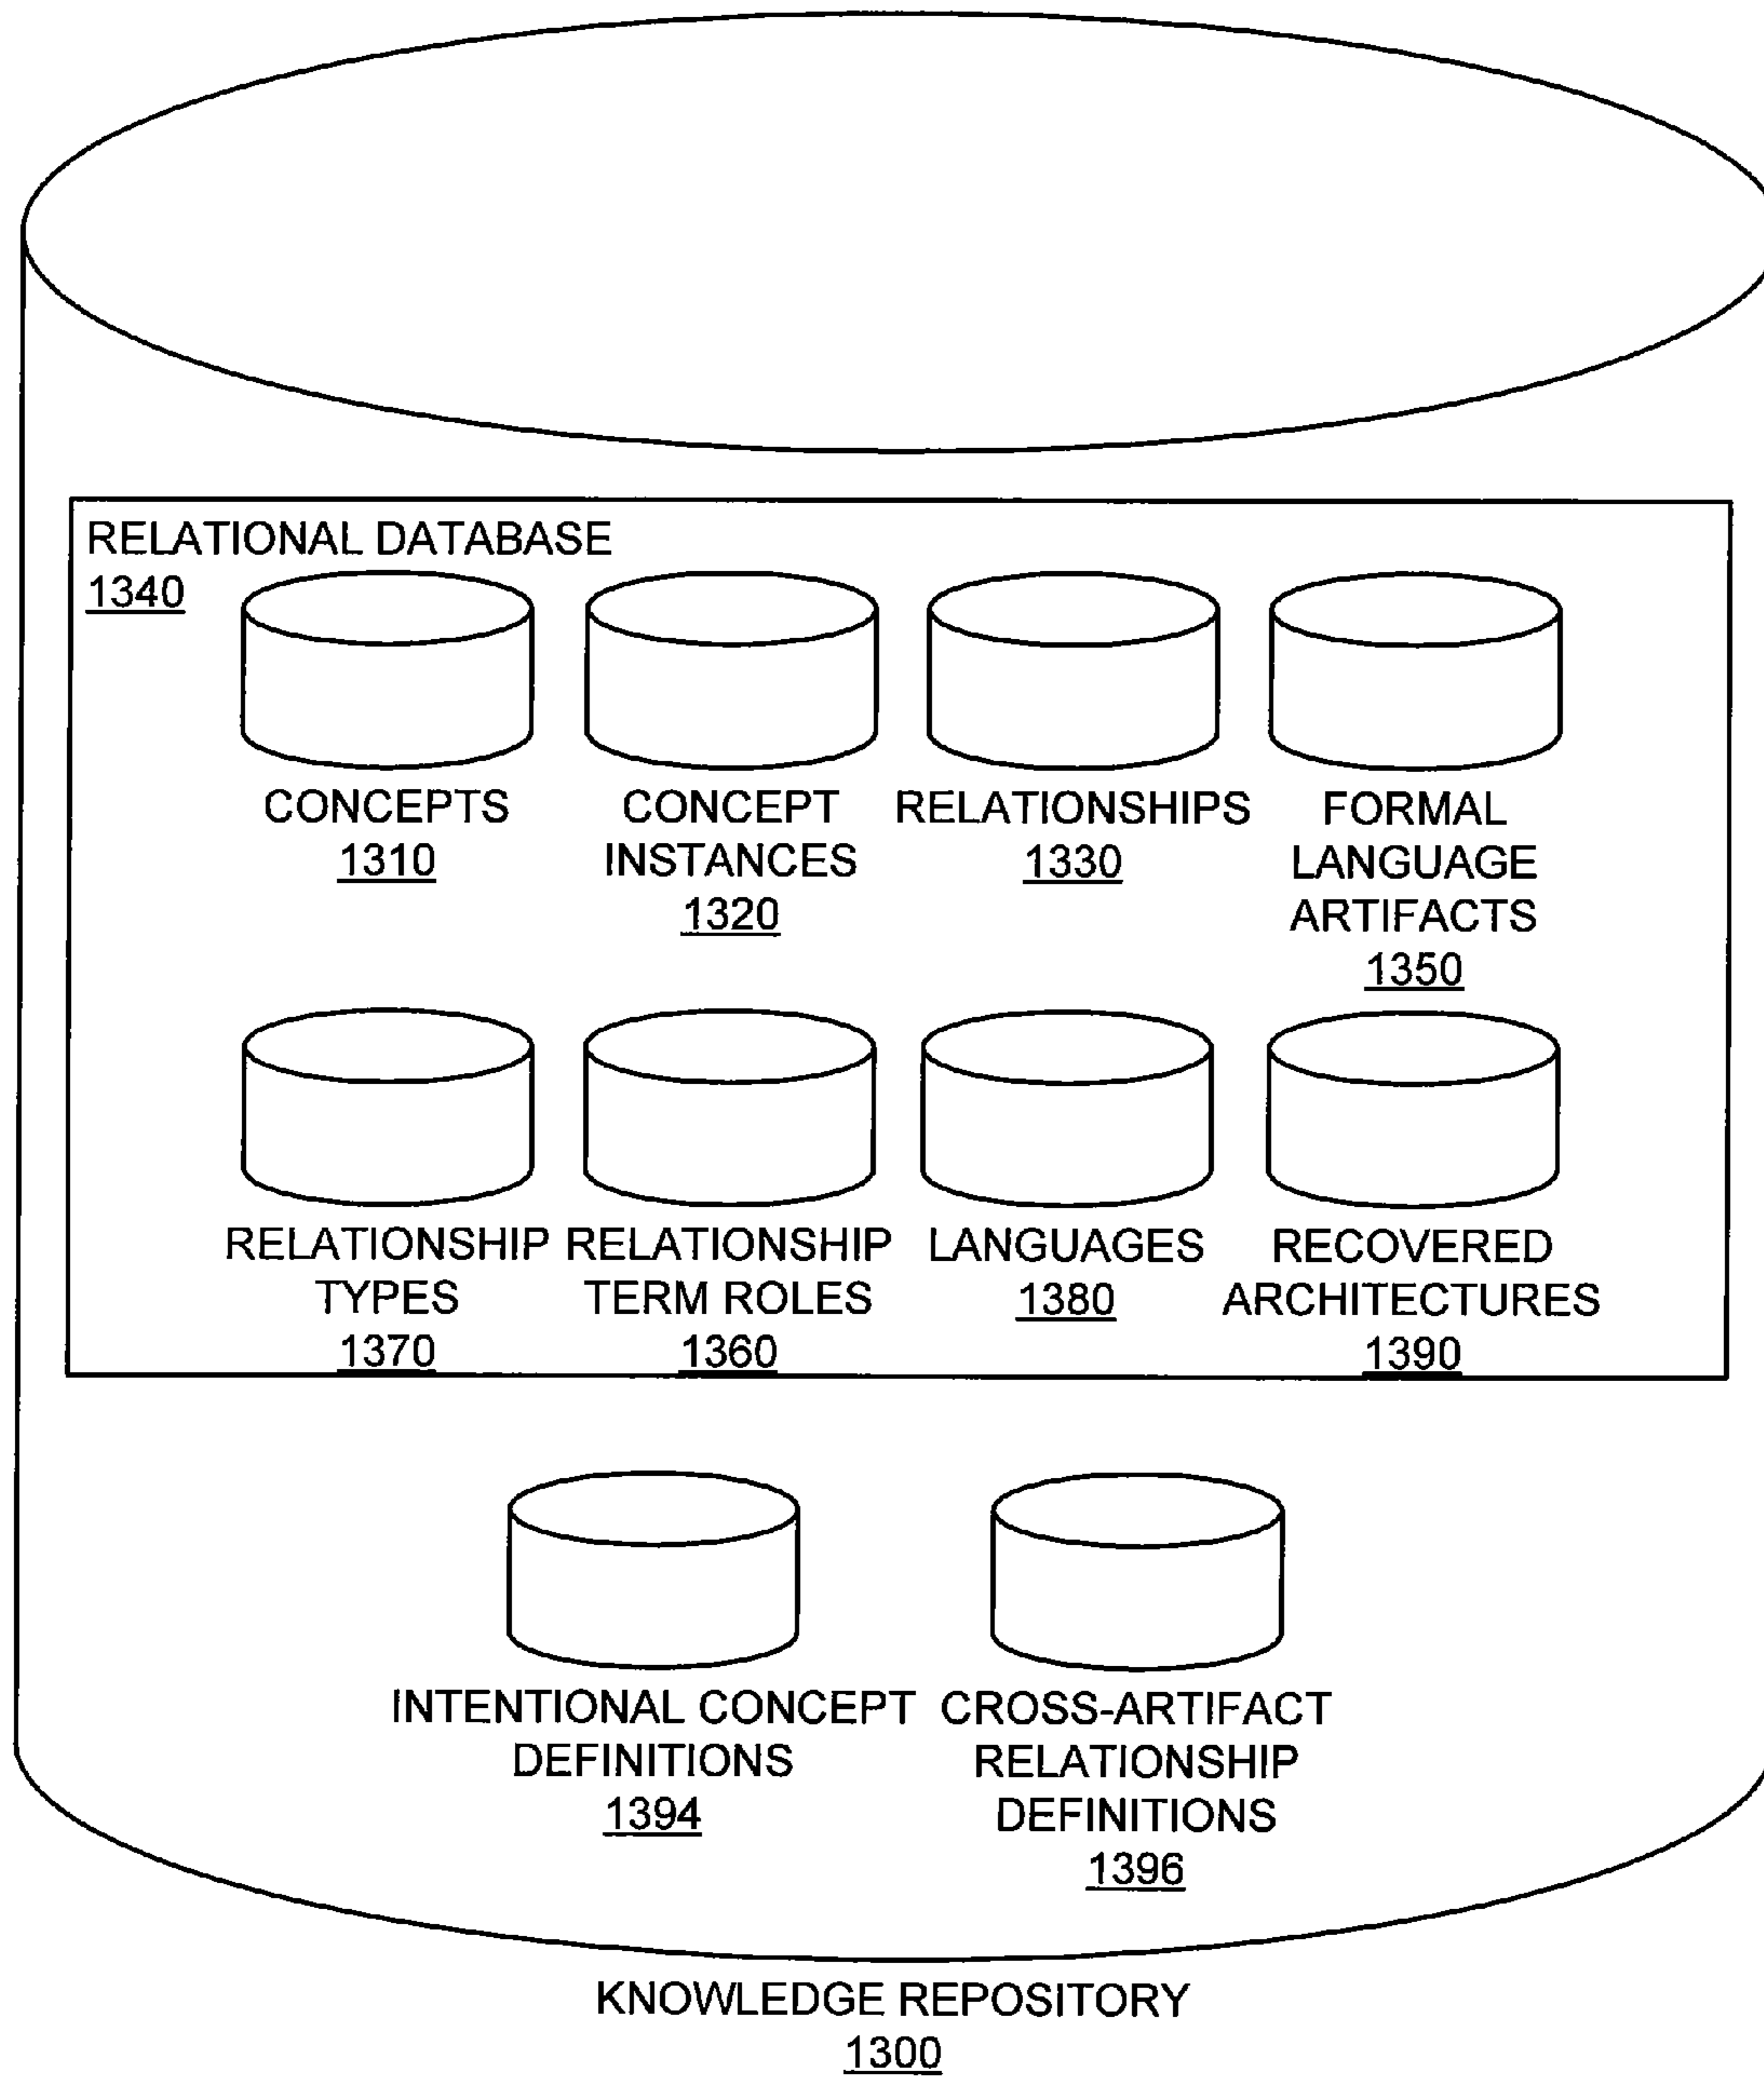 RELATIONAL DATABASE
1340
CONCEPTS
1310
CONCEPT
INSTANCES
1320
RELATIONSHIPS
1330
FORMAL
LANGUAGE
ARTIFACTS
1350
RELATIONSHIP
TYPES
1370
RELATIONSHIP
TERM ROLES
1360
LANGUAGES
1380
RECOVERED
ARCHITECTURES
1390
INTENTIONAL CONCEPT
DEFINITIONS
1394
CROSS-ARTIFACT
RELATIONSHIP
DEFINITIONS
1396
KNOWLEDGE REPOSITORY
1300